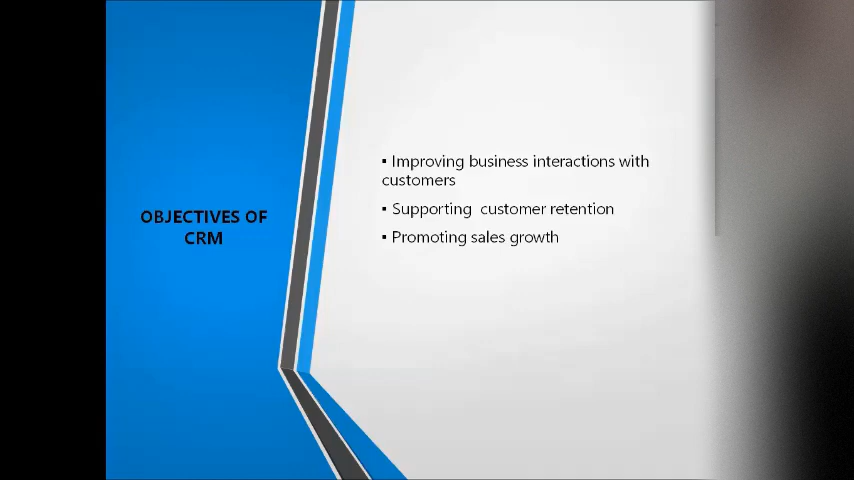 OBJECTIVES OF
CRM
▪ Improving business interactions with
customers
▪ Supporting  customer retention
▪ Promoting sales growth